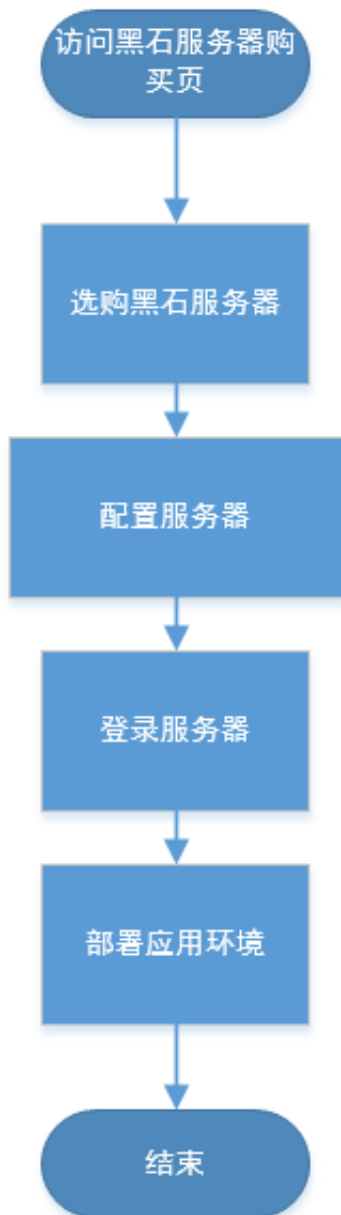 访问黑石服务器购
买页
选购黑石服务器
配置服务器
登录服务器
部署应用环境
结束